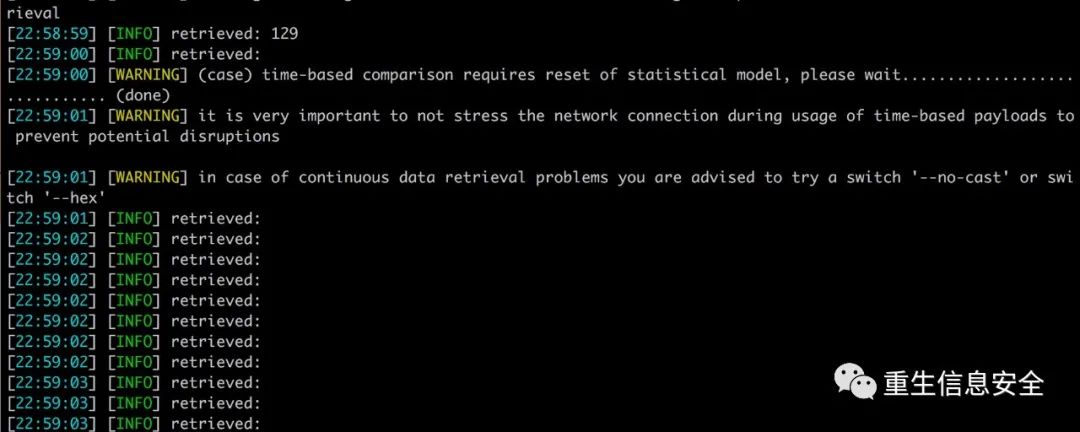 rieval
[22:58:59] [INFO] retrieved: 129
[22:59:00] [INFO] retrieved:
[22:59:00] [WARNING] (case) time-based comparison requires reset of statistical model, please wait...................
........... (done)
[22:59:01] [WARNING] it is very important to not stress the network connection during usage of time-based payloads to
prevent potential disruptions
[22:59:01] [WARNING] in case of continuous data retrieval problems you are advised to try a switch '--no-cast' or swi
tch '--hex'
[22:59:01] [INFO] retrieved:
[22:59:02] [INFO] retrieved:
[22:59:02] [INFO] retrieved:
[22:59:02] [INFO] retrieved:
[22:59:02] [INFO] retrieved:
[22:59:02] [INFO] retrieved:
[22:59:02] [INFO] retrieved:
[22:59:02] [INFO] retrieved:
[22:59:03] [INFO] retrieved:
[22:59:03] [INFO] retrieved:
[22:59:03] [INFO] retrieved:
重生信息安全